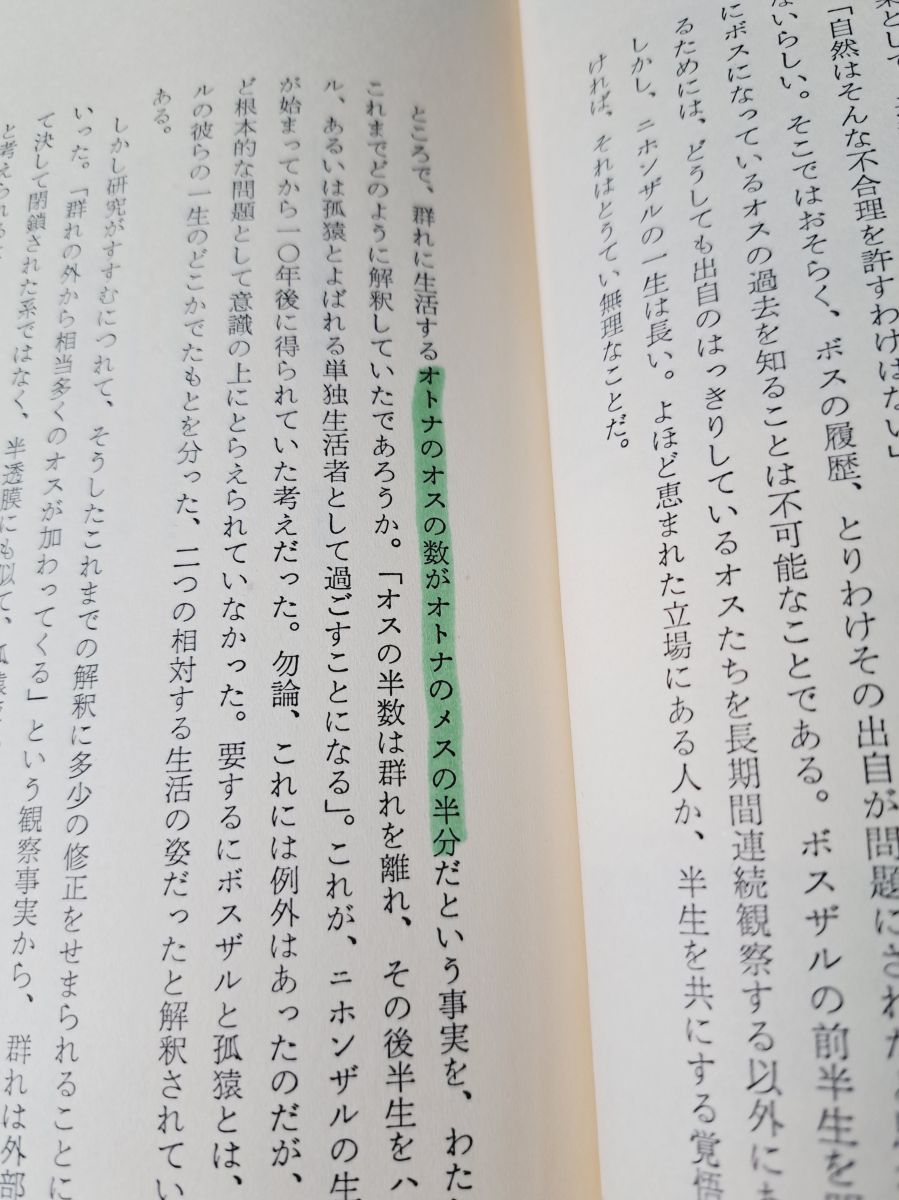 「自然はそんな不合理を許すわけはない」
ないらしい。そこではおそらく、ボスの履歴、とりわけその出自が問題にされた
にボスになっているオスの過去を知ることは不可能なことである。ボスザルの前半生を
るためには、どうしても出自のはっきりしているオスたちを長期間連続観察する以外に
しかし、ニホンザルの一生は長い。よほど恵まれた立場にある人か、半生を共にする覚悟
ければ、それはとうてい無理なことだ。
ところで、群れに生活するオトナのオスの数がオトナのメスの半分だという事実を、わた
これまでどのように解釈していたであろうか。「オスの半数は群れを離れ、その後半生をハ
ル、あるいは孤猿とよばれる単独生活者として過ごすことになる」。これが、ニホンザルの生
が始まってから一〇年後に得られていた考えだった。勿論、これには例外はあったのだが、
ど根本的な問題として意識の上にとらえられていなかった。要するにボスザルと孤猿とは、
ルの彼らの一生のどこかでたもとを分った、二つの相対する生活の姿だったと解釈されてい
ある。
しかし研究がすすむにつれて、そうしたこれまでの解釈に多少の修正をせまられることに
いった。「群れの外から相当多くのオスが加わってくる」という観察事実から、群れは外部
て決して閉鎖された系ではなく、半透膜にも似て、孤猿
と考えられる